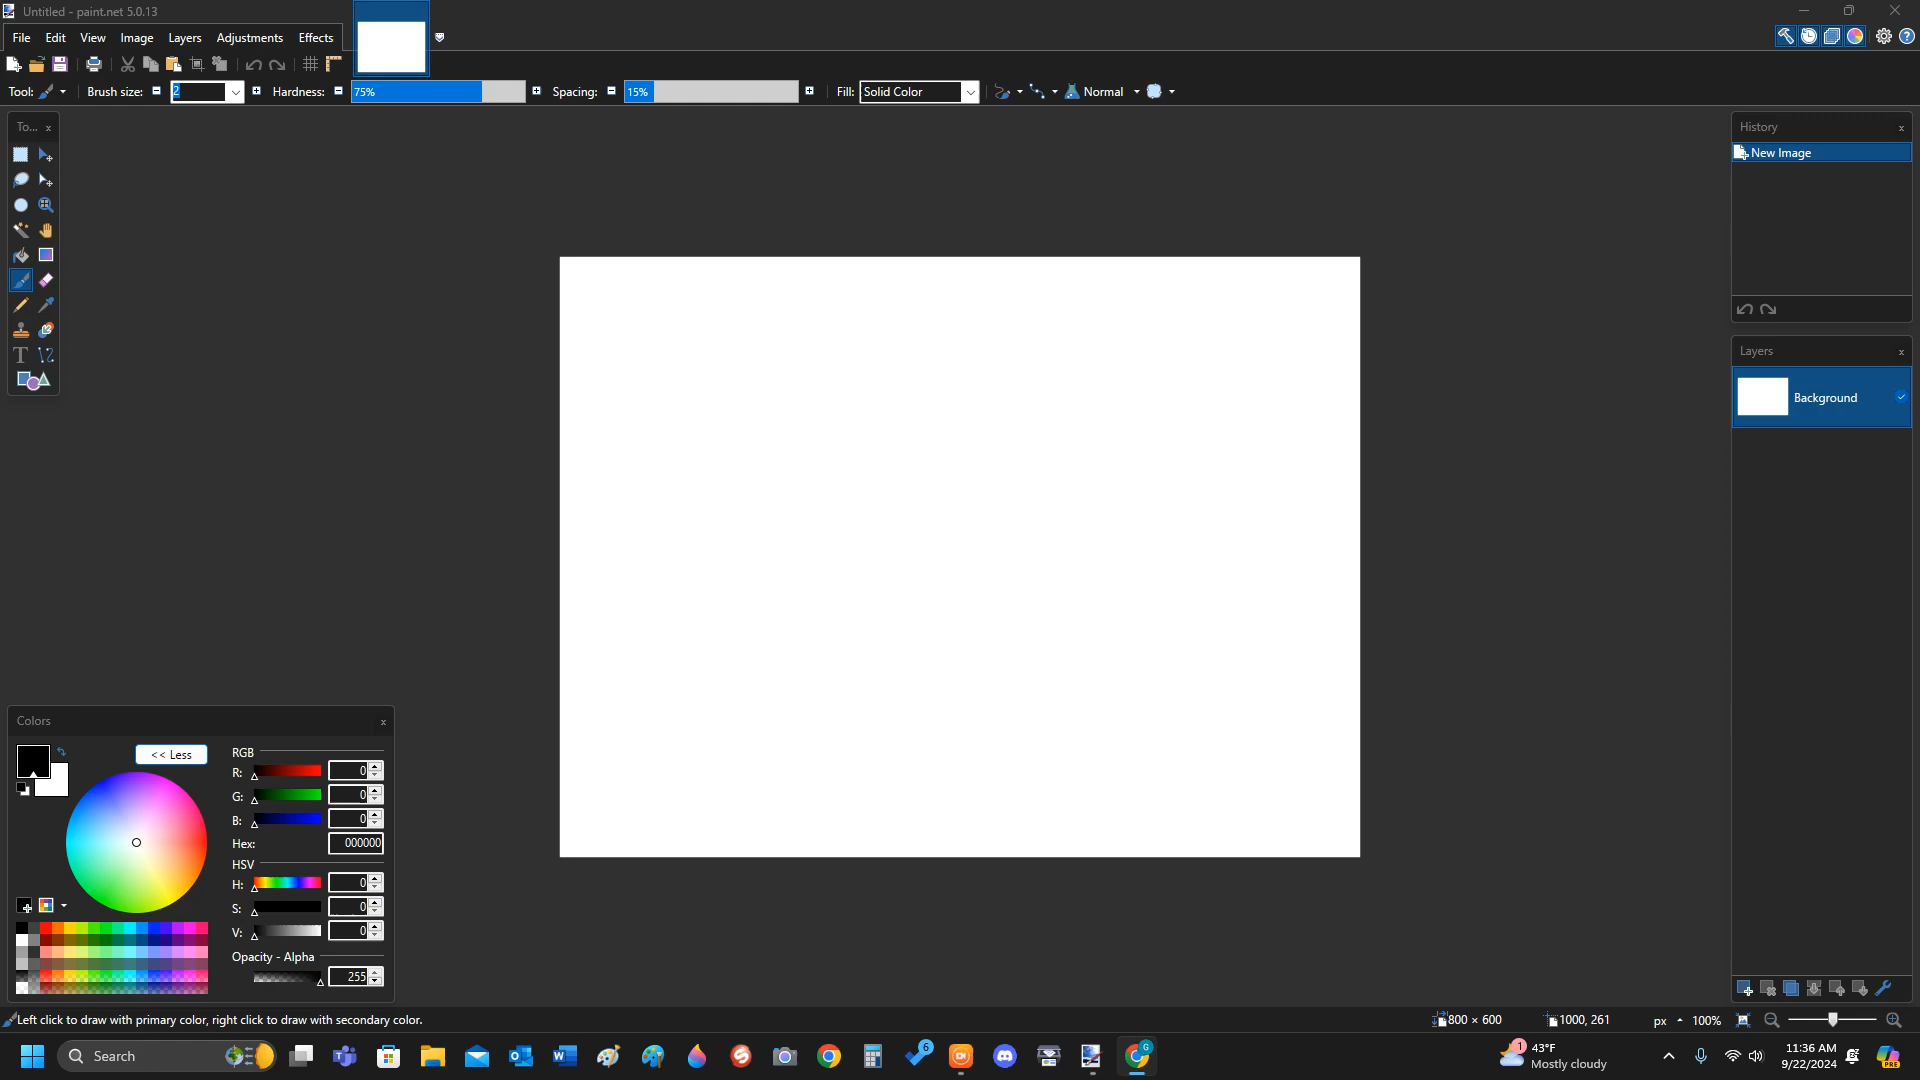 Untitled - paint.net 5.0.13
File Edit View Image Layers Adjustments Effects
Tool: Brush size: 2 Hardness: 75% Spacing: 15% Fill: Solid Color Normal
To... x
History x
New Image
Layers x
Background
Colors x
<< Less
RGB
R: 0
G: 0
B: 0
Hex: 000000
HSV
H: 0
S: 0
V: 0
Opacity - Alpha
255
Left click to draw with primary color, right click to draw with secondary color.
800 × 600 1000, 261 px 100%
Search
6
G
1
43°F
Mostly cloudy
11:36 AM
9/22/2024
PRE